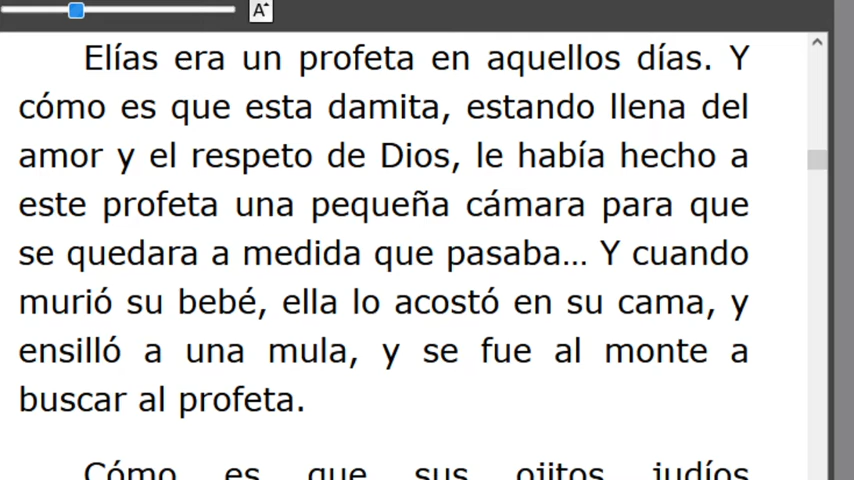 A
Elías era un profeta en aquellos días. Y
cómo es que esta damita, estando llena del
amor y el respeto de Dios, le había hecho a
este profeta una pequeña cámara para que
se quedara a medida que pasaba... Y cuando
murió su bebé, ella lo acostó en su cama, y
ensilló a una mula, y se fue al monte a
buscar al profeta.
Cómo es que sus ojitos judíos